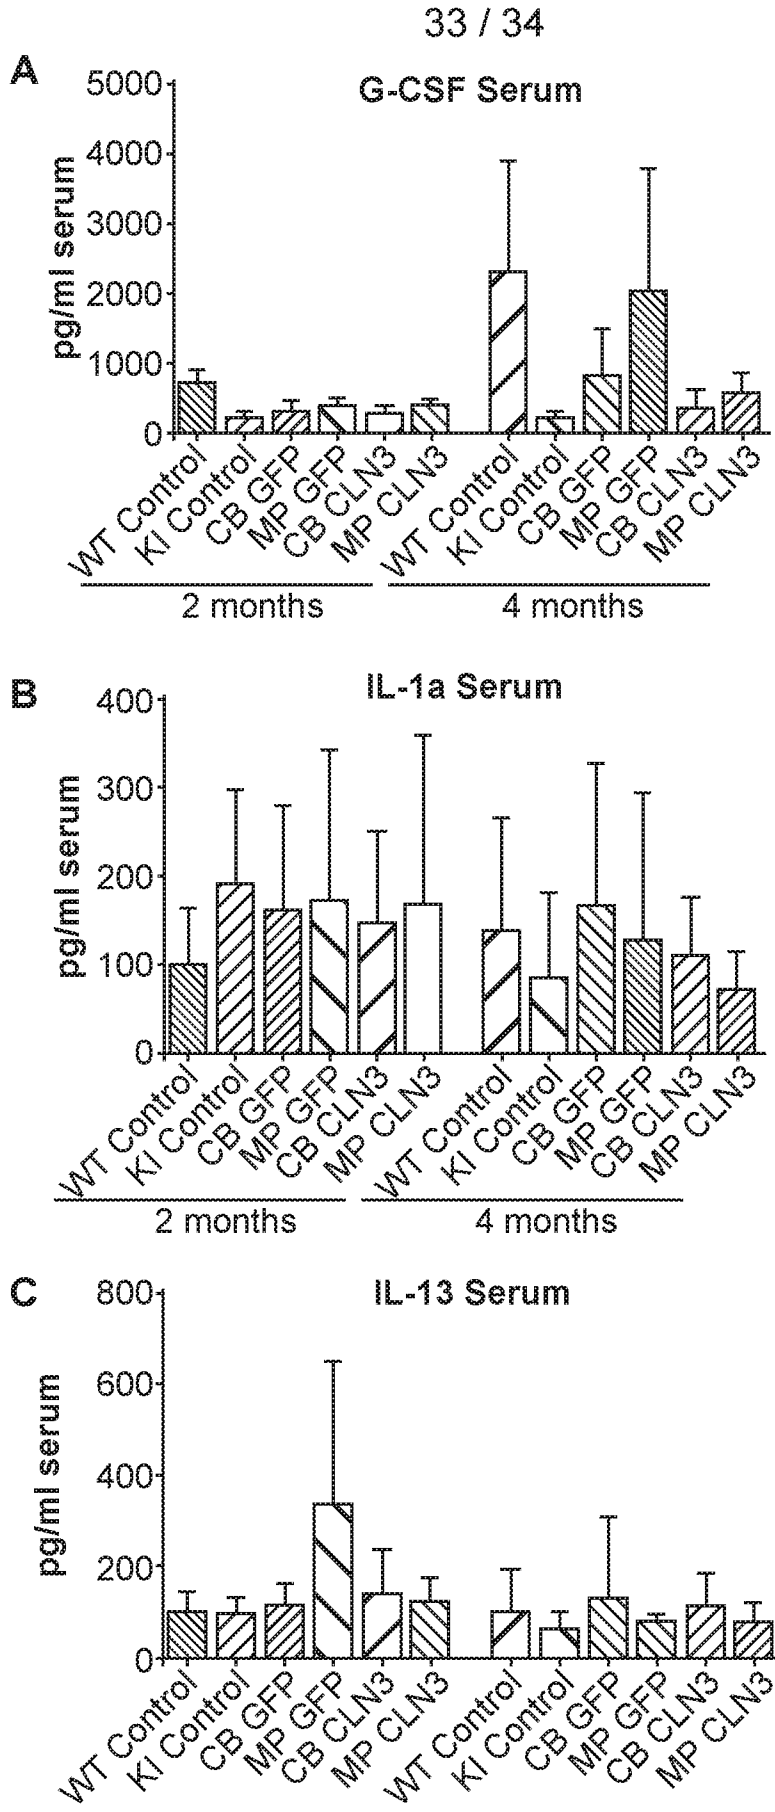 33 / 34
A
G-CSF Serum
pg/ml serum
5000
4000
3000
2000
1000
0
WT Control
KI Control
CB GFP
MP GFP
CB CLN3
MP CLN3
WT Control
KI Control
CB GFP
MP GFP
CB CLN3
MP CLN3
2 months
4 months
B
IL-1a Serum
pg/ml serum
400
300
200
100
0
WT Control
KI Control
CB GFP
MP GFP
CB CLN3
MP CLN3
WT Control
KI Control
CB GFP
MP GFP
CB CLN3
MP CLN3
2 months
4 months
C
IL-13 Serum
pg/ml serum
800
600
400
200
0
WT Control
KI Control
CB GFP
MP GFP
CB CLN3
MP CLN3
WT Control
KI Control
CB GFP
MP GFP
CB CLN3
MP CLN3